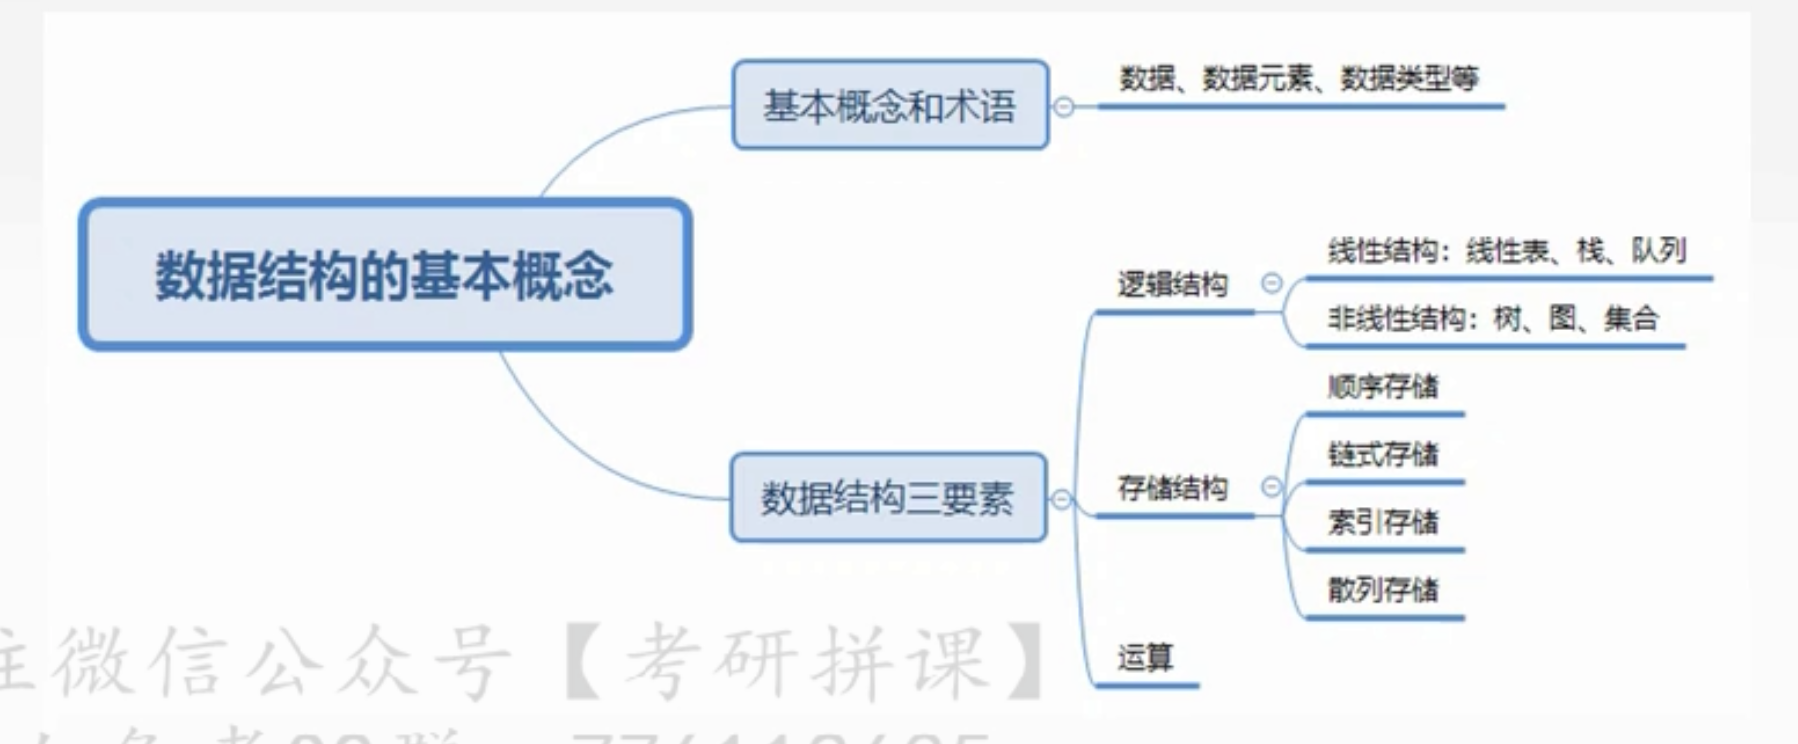 数据结构的基本概念
基本概念和术语
数据、数据元素、数据类型等
数据结构三要素
逻辑结构
线性结构：线性表、栈、队列
非线性结构：树、图、集合
存储结构
顺序存储
链式存储
索引存储
散列存储
运算
注微信公众号【考研拼课】